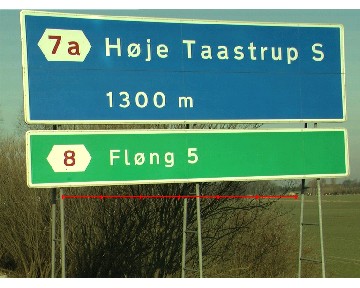 7a Høje Taastrup S
1300 m
8 Fløng 5